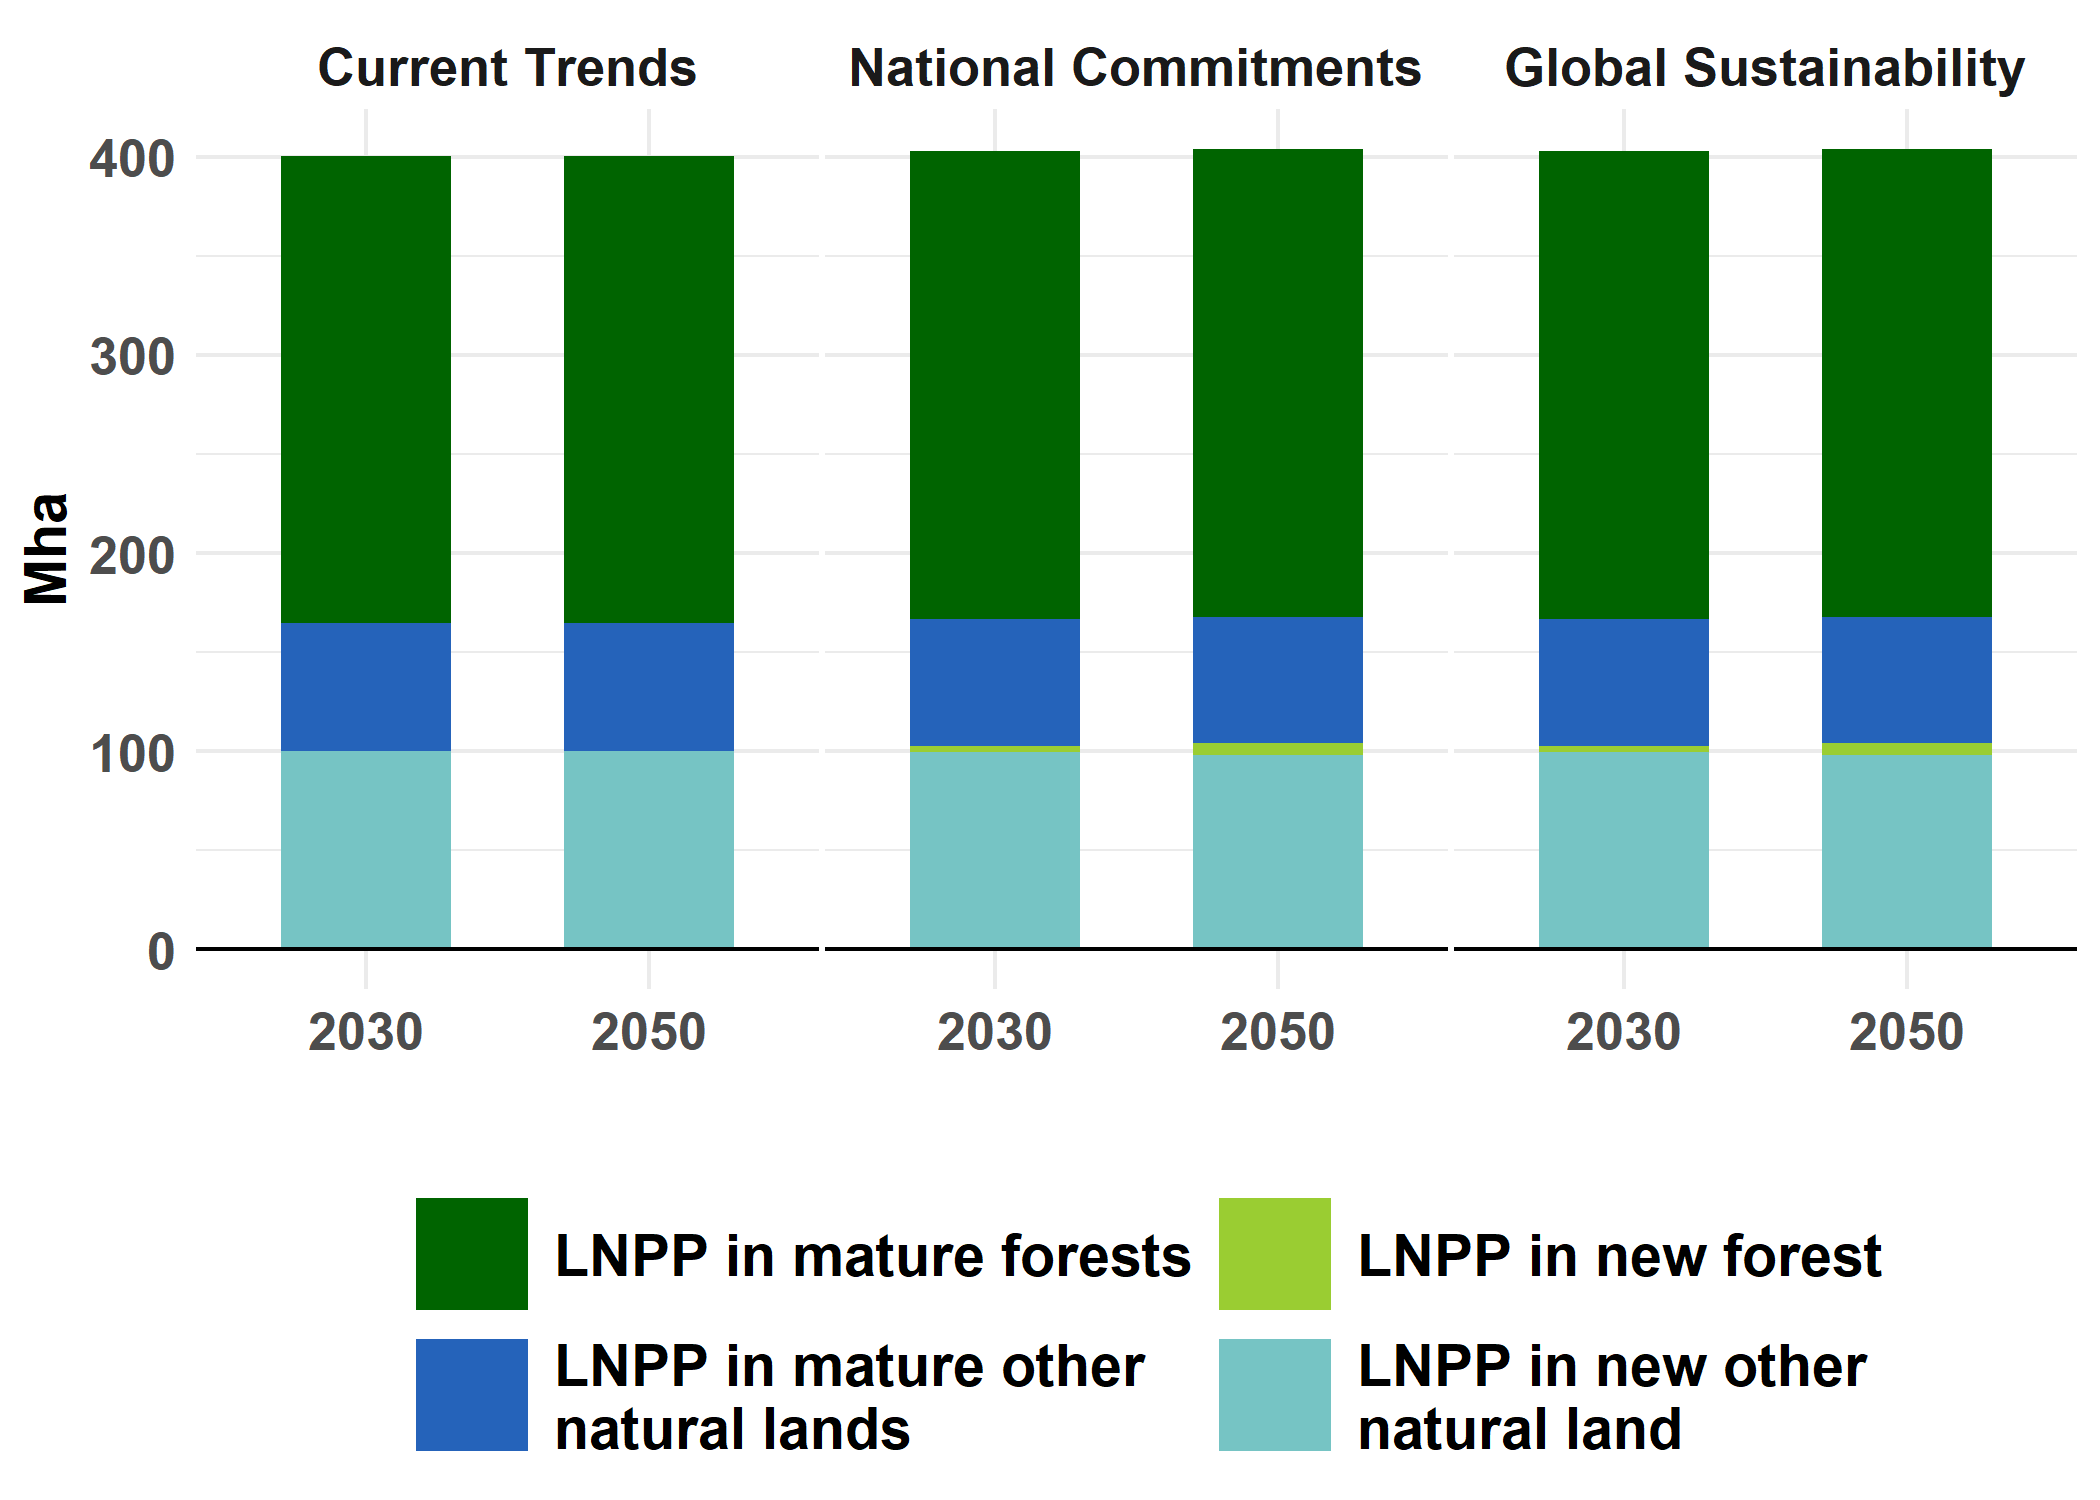 Current Trends
National Commitments
Global Sustainability
400
300
200
100
0
Mha
2030
2050
2030
2050
2030
2050
LNPP in mature forests
LNPP in new forest
LNPP in mature other
natural lands
LNPP in new other
natural land